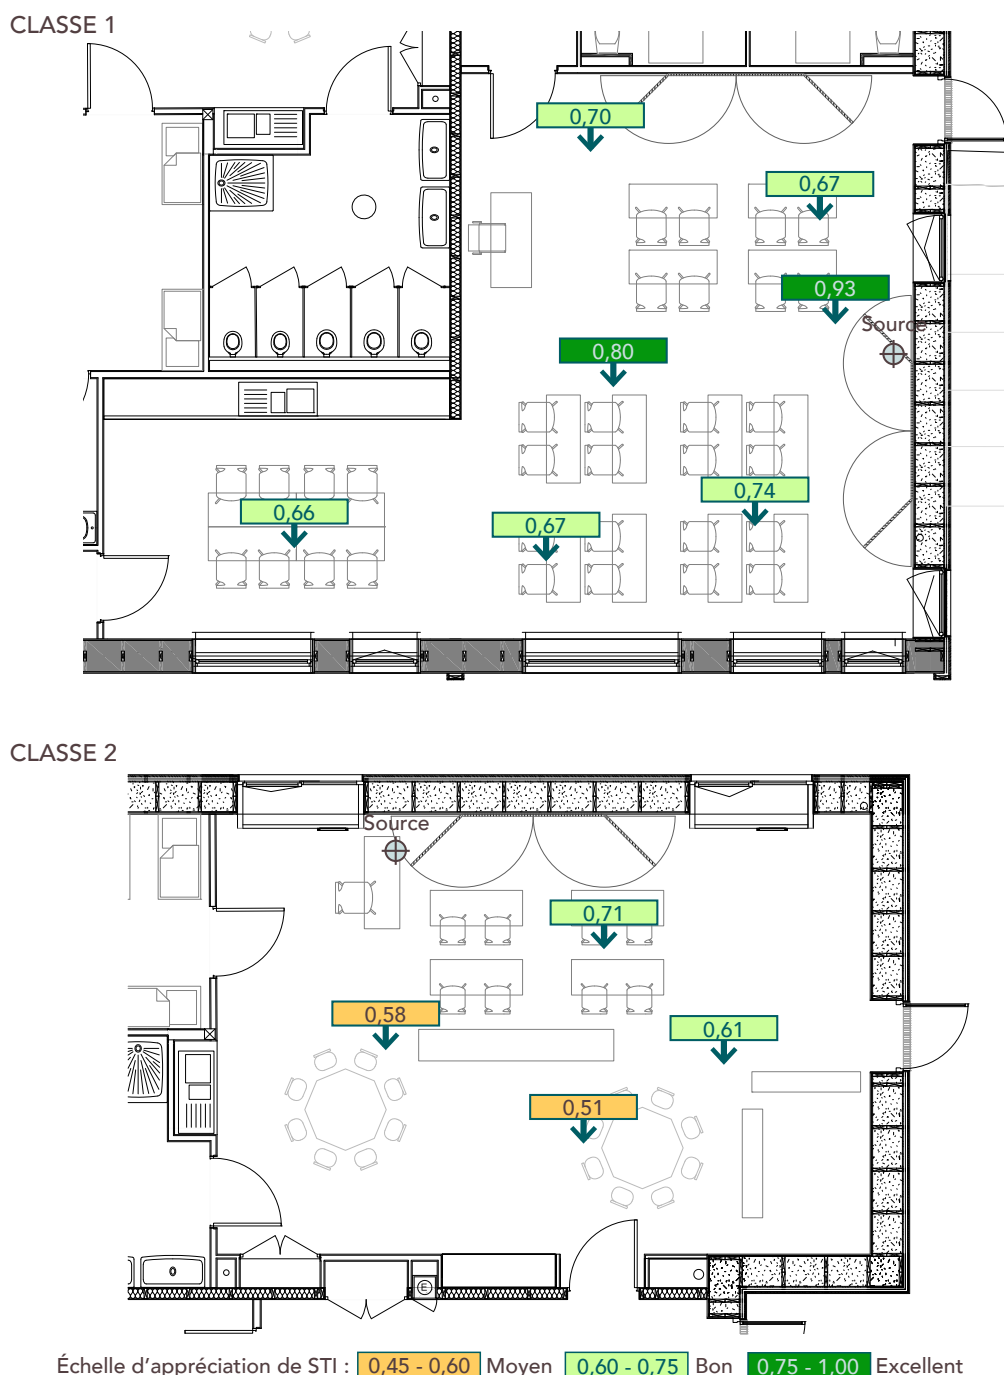 CLASSE 1
0,70
0,67
0,93
Source
0,80
0,74
0,66
0,67
CLASSE 2
Source
0,71
0,58
0,61
0,51
E
Échelle d’appréciation de STI : 0,45 - 0,60 Moyen 0,60 - 0,75 Bon 0,75 - 1,00 Excellent